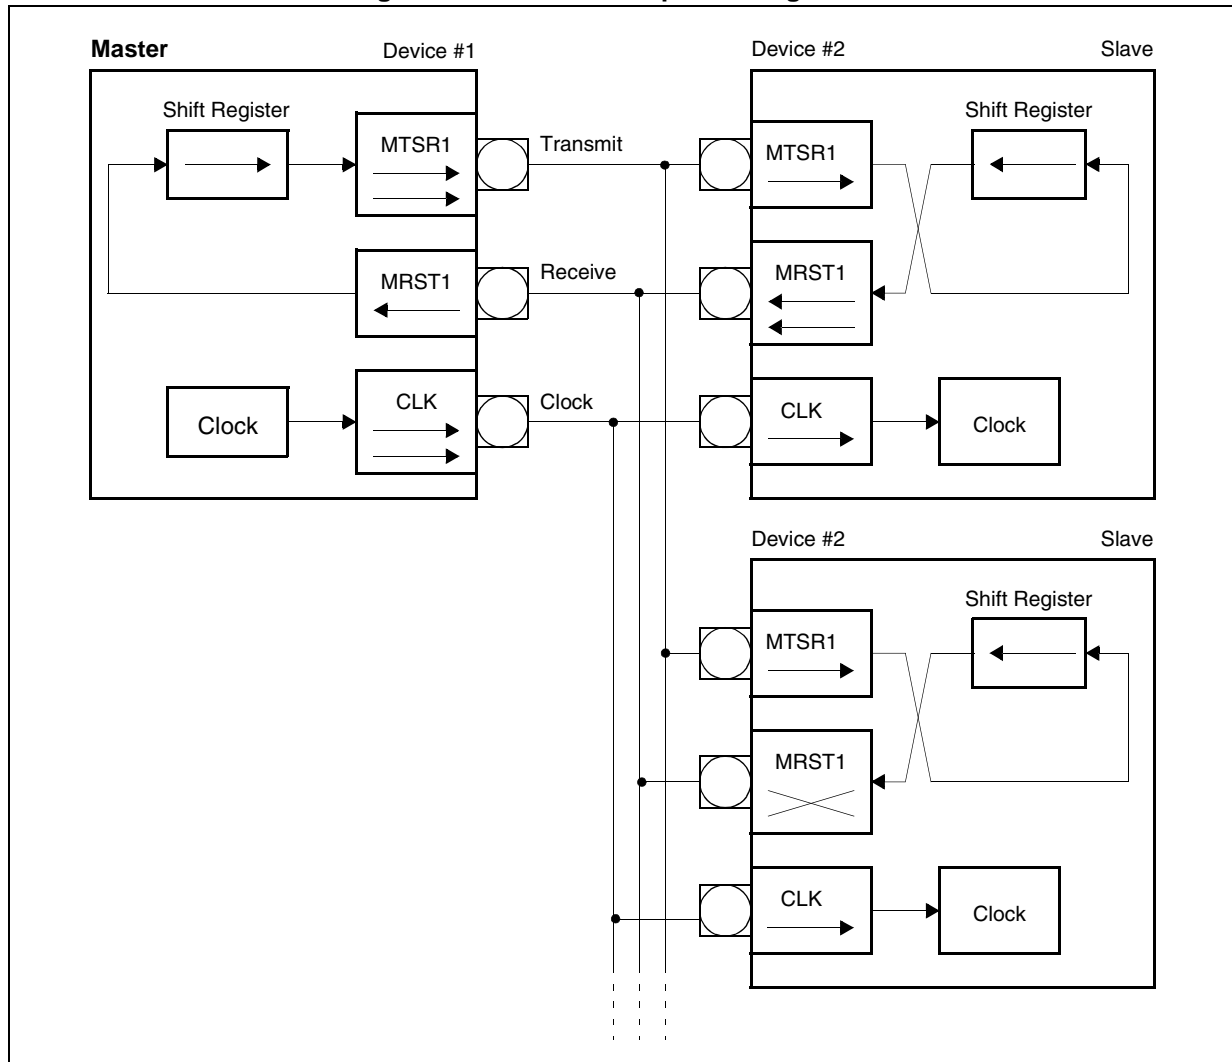 Master
Device #1
Shift Register
MTSR1
MRST1
Clock
CLK
Transmit
Receive
Clock
Device #2
Slave
MTSR1
Shift Register
MRST1
CLK
Clock
Device #2
Slave
MTSR1
Shift Register
MRST1
CLK
Clock